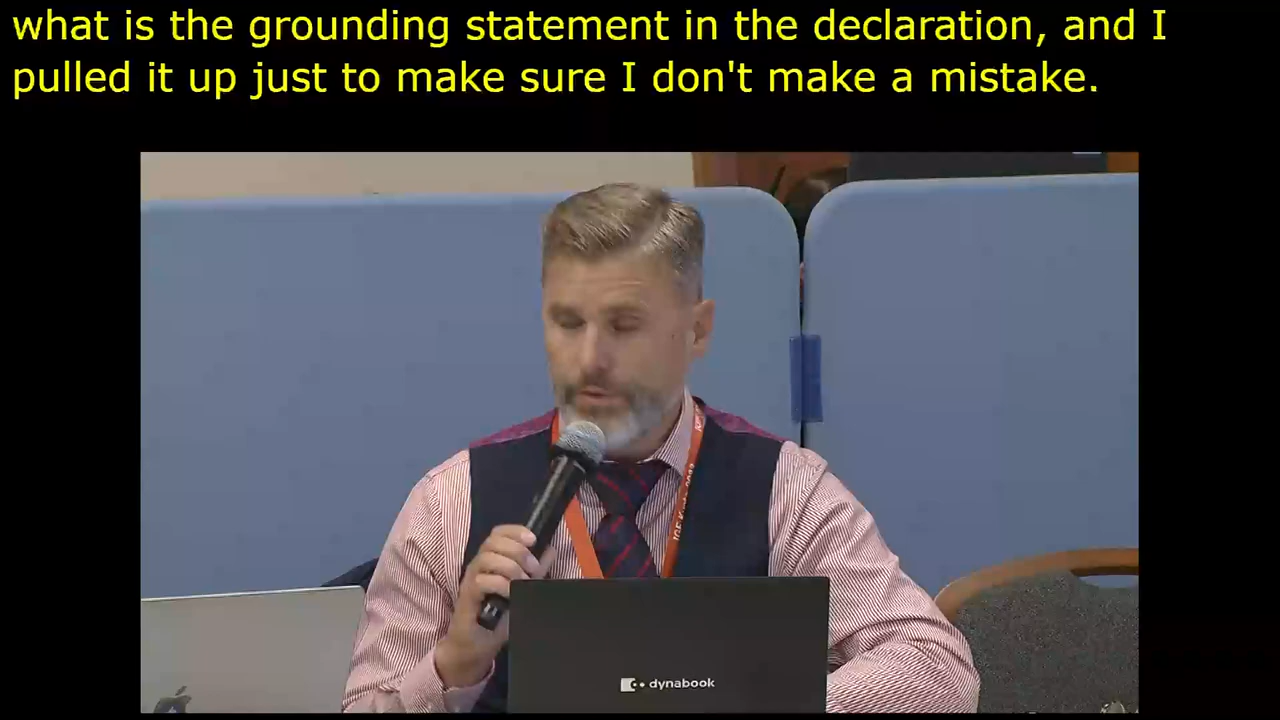 what is the grounding statement in the declaration, and I
pulled it up just to make sure I don't make a mistake.
dynabook